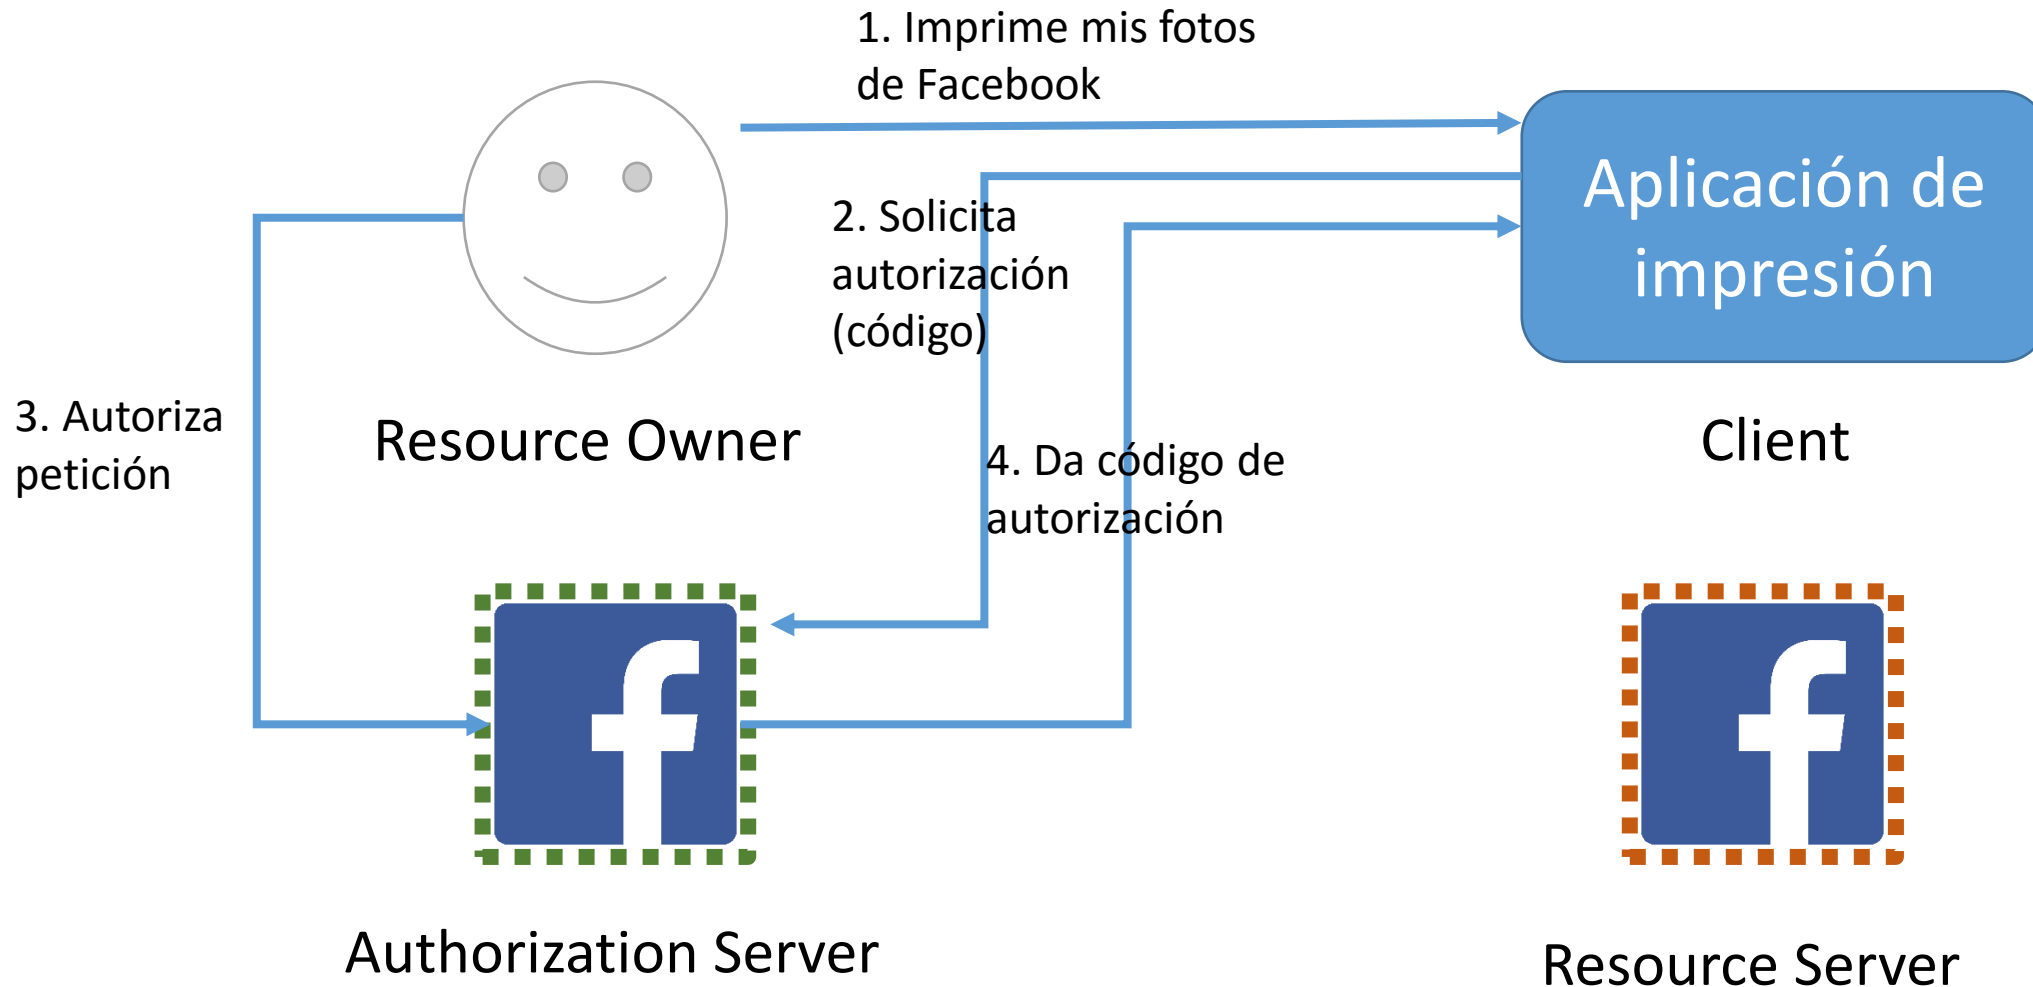 1. Imprime mis fotos
de Facebook
Aplicación de
impresión
2. Solicita
autorización
(código)
3. Autoriza
petición
Resource Owner
4. Da código de
autorización
Client
Authorization Server
Resource Server